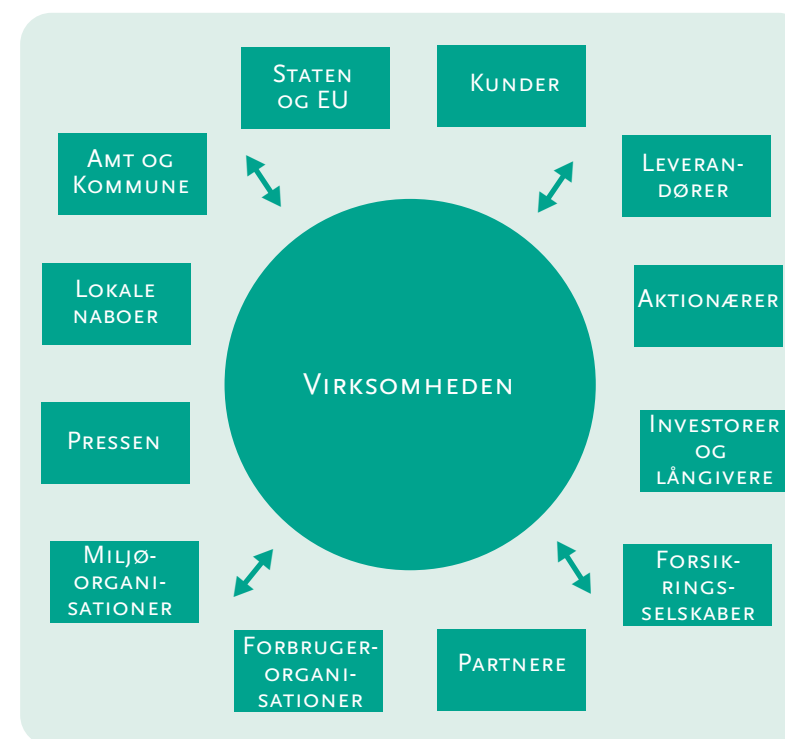 Staten
og EU
Kunder
Amt og
Kommune
Leveran-
dører
Lokale
naboer
Aktionærer
Virksomheden
Pressen
Investorer
og
långivere
Miljø-
organi-
sationer
Forsik-
rings-
selskaber
Forbruger-
organi-
sationer
Partnere